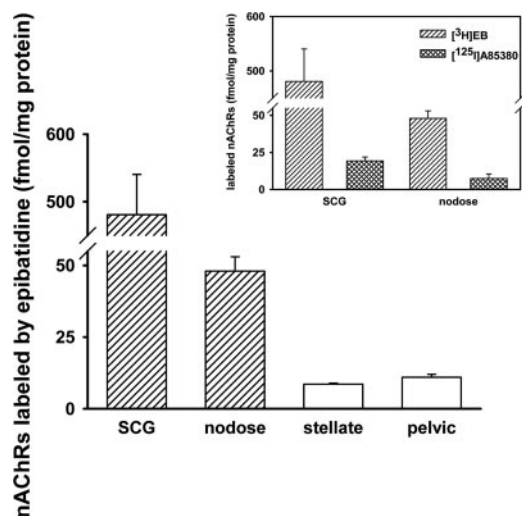 nAChRs labeled by epibatidine (fmol/mg protein)
600
500
50
25
0
SCG nodose stellate pelvic
labeled nAChRs (fmol/mg protein)
600
500
50
25
0
SCG nodose
[³H]EB
[¹²⁵I]A85380